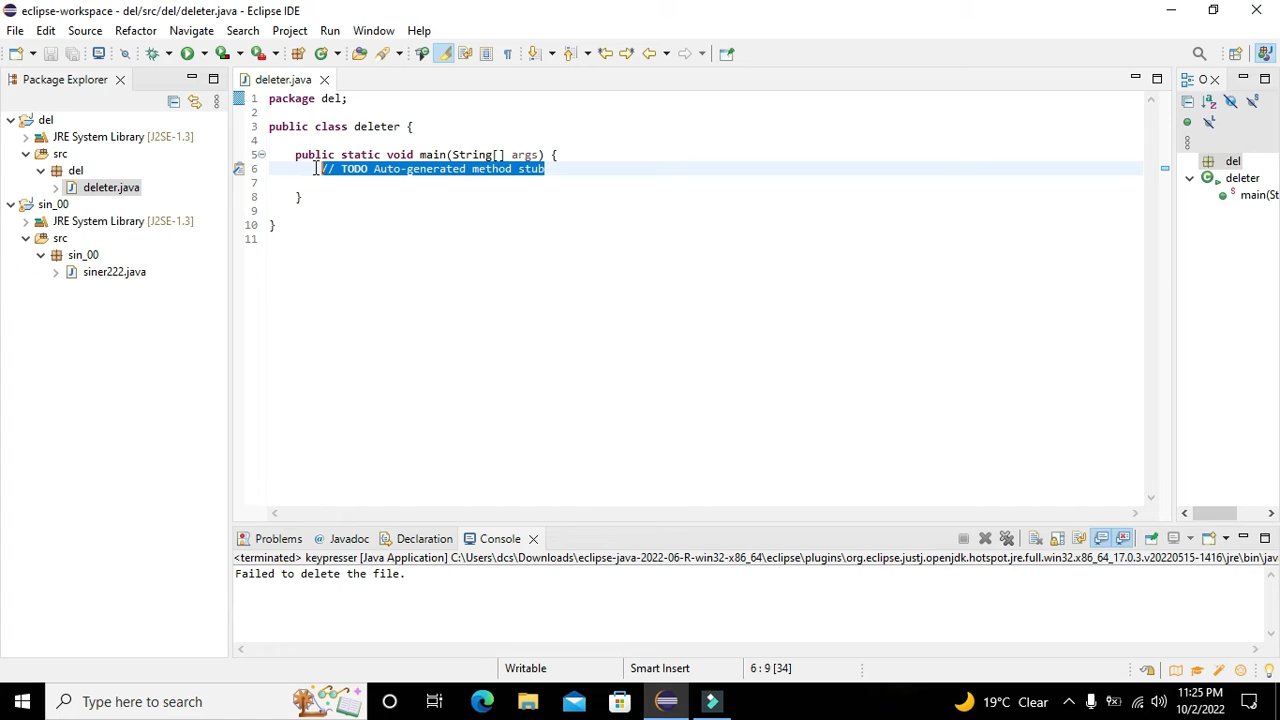 eclipse-workspace - del/src/del/deleter.java - Eclipse IDE
File Edit Source Refactor Navigate Search Project Run Window Help
Package Explorer
deleter.java
O
del
JRE System Library [J2SE-1.3]
src
del
deleter.java
sin_00
JRE System Library [J2SE-1.3]
src
sin_00
siner222.java
1 package del;
2
3 public class deleter {
4
5 public static void main(String[] args) {
6 // TODO Auto-generated method stub
7
8 }
9
10 }
11
del
deleter
main(St
Problems Javadoc Declaration Console
<terminated> keypresser [Java Application] C:\Users\dcs\Downloads\eclipse-java-2022-06-R-win32-x86_64\eclipse\plugins\org.eclipse.justj.openjdk.hotspot.jre.full.win32.x86_64_17.0.3.v20220515-1416\jre\bin\jav
Failed to delete the file.
Writable Smart Insert 6 : 9 [34]
Type here to search
19°C Clear
11:25 PM
10/2/2022